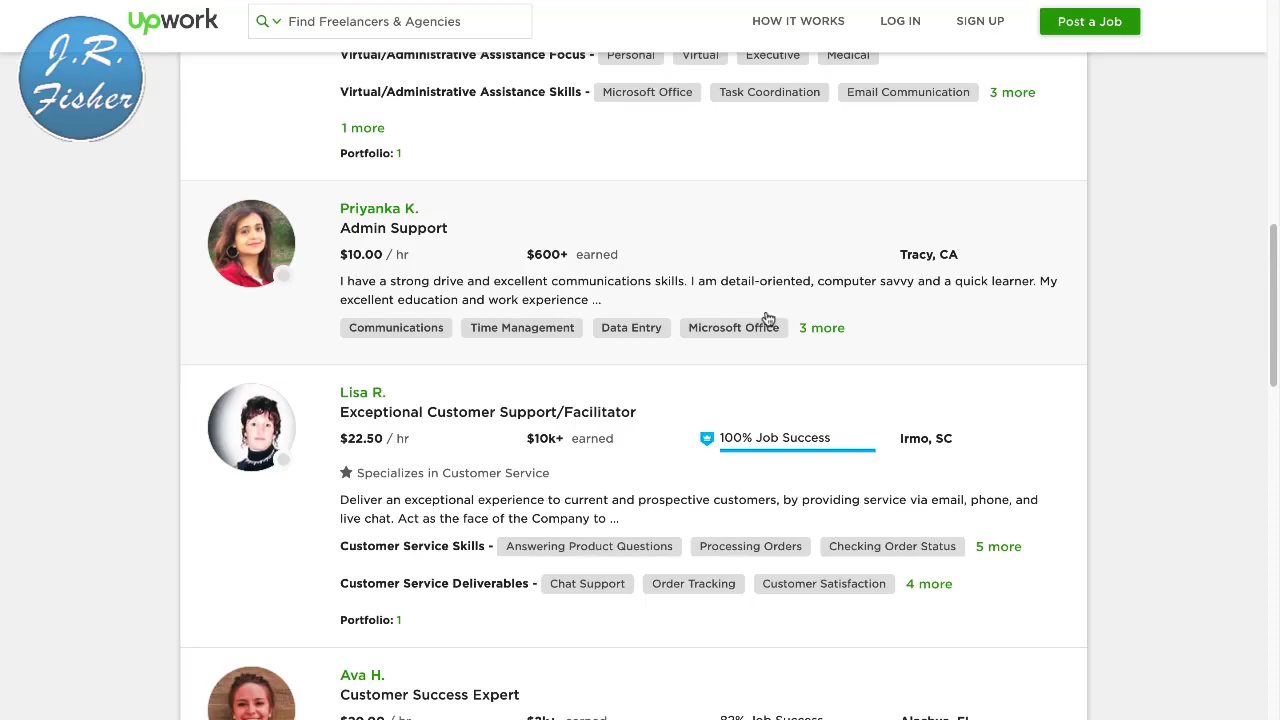 upwork
Find Freelancers & Agencies
HOW IT WORKS
LOG IN
SIGN UP
Post a Job
J.R.
Fisher
Virtual/Administrative Assistance Focus - Personal Virtual Executive Medical
Virtual/Administrative Assistance Skills - Microsoft Office Task Coordination Email Communication 3 more
1 more
Portfolio: 1
Priyanka K.
Admin Support
$10.00 / hr $600+ earned Tracy, CA
I have a strong drive and excellent communications skills. I am detail-oriented, computer savvy and a quick learner. My
excellent education and work experience ...
Communications Time Management Data Entry Microsoft Office 3 more
Lisa R.
Exceptional Customer Support/Facilitator
$22.50 / hr $10k+ earned 100% Job Success Irmo, SC
Specializes in Customer Service
Deliver an exceptional experience to current and prospective customers, by providing service via email, phone, and
live chat. Act as the face of the Company to ...
Customer Service Skills - Answering Product Questions Processing Orders Checking Order Status 5 more
Customer Service Deliverables - Chat Support Order Tracking Customer Satisfaction 4 more
Portfolio: 1
Ava H.
Customer Success Expert
/ hr earned 82% Job Success